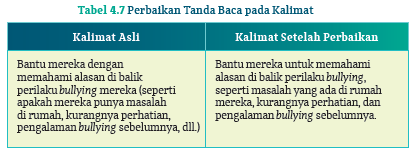 Tabel 4.7 Perbaikan Tanda Baca pada Kalimat
Kalimat Asli
Kalimat Setelah Perbaikan
Bantu mereka dengan
memahami alasan di balik
perilaku bullying mereka (seperti
apakah mereka punya masalah
di rumah, kurangnya perhatian,
pengalaman bullying sebelumnya, dll.)
Bantu mereka untuk memahami
alasan di balik perilaku bullying,
seperti masalah yang ada di rumah
mereka, kurangnya perhatian, dan
pengalaman bullying sebelumnya.